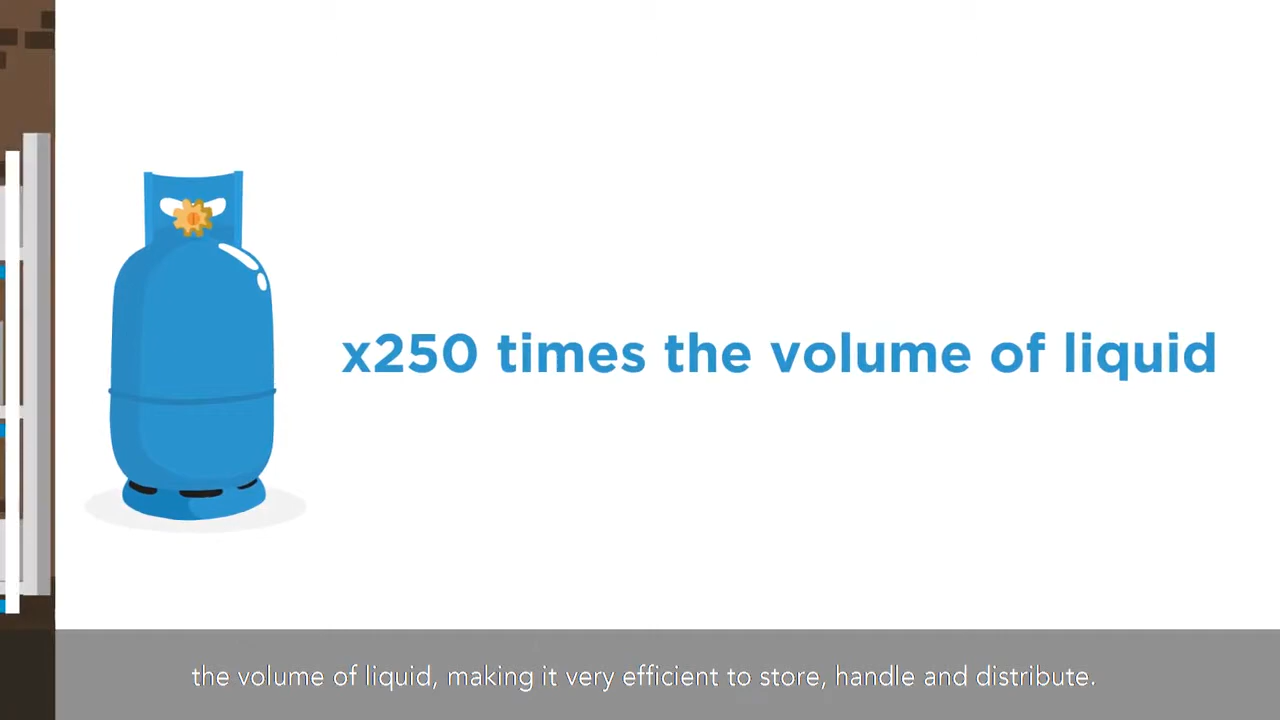 x250 times the volume of liquid
the volume of liquid, making it very efficient to store, handle and distribute.